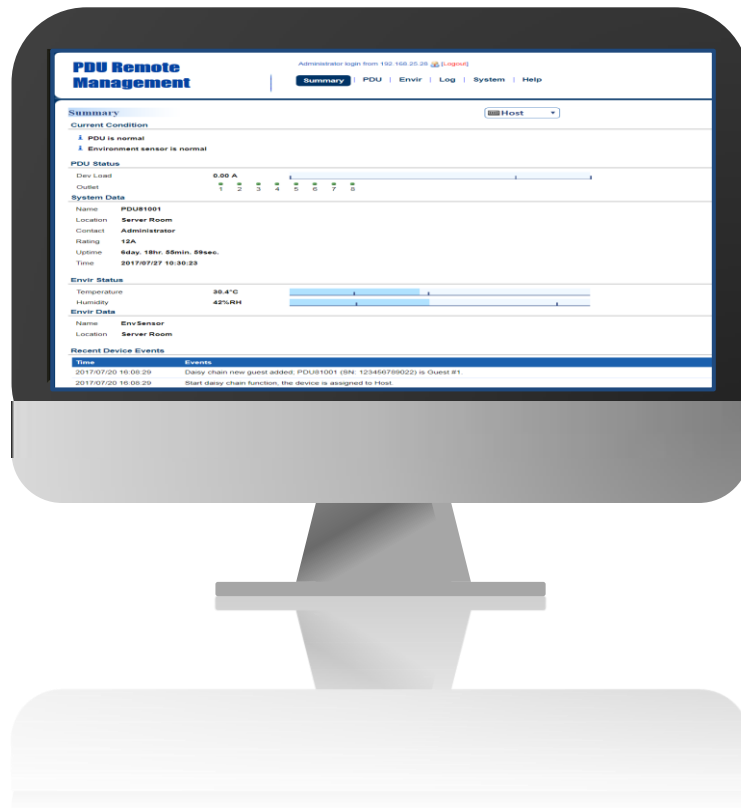 PDU Remote
Management
Administrator login from 192.168.25.28 [Logout]
Summary | PDU | Envir | Log | System | Help
Summary
Host
Current Condition
PDU is normal
Environment sensor is normal
PDU Status
Dev Load 0.00 A
Outlet 1 2 3 4 5 6 7 8
System Data
Name PDU81001
Location Server Room
Contact Administrator
Rating 12A
Uptime 6day. 18hr. 55min. 59sec.
Time 2017/07/27 10:30:23
Envir Status
Temperature 30.4°C
Humidity 42%RH
Envir Data
Name EnvSensor
Location Server Room
Recent Device Events
Time Events
2017/07/20 16:08:29 Daisy chain new guest added; PDU81001 (SN: 123456789022) is Guest #1.
2017/07/20 16:08:29 Start daisy chain function, the device is assigned to Host.